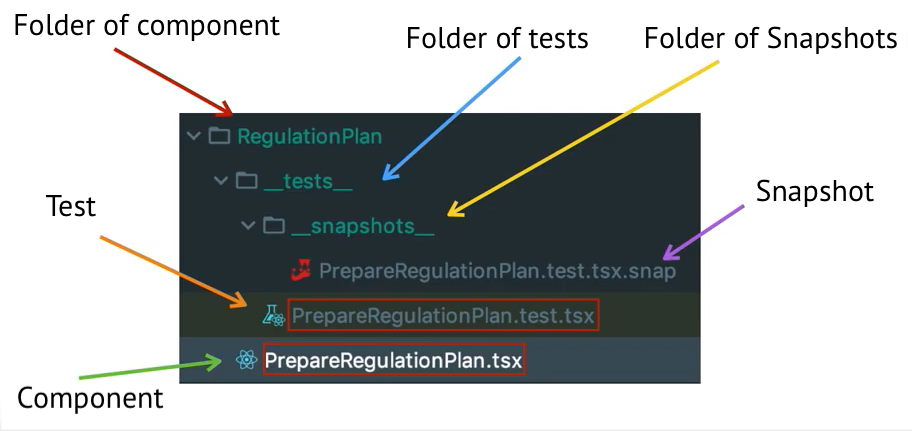 Folder of component
Folder of tests
Folder of Snapshots
RegulationPlan
__tests__
Test
Snapshot
__snapshots__
PrepareRegulationPlan.test.tsx.snap
PrepareRegulationPlan.test.tsx
PrepareRegulationPlan.tsx
Component